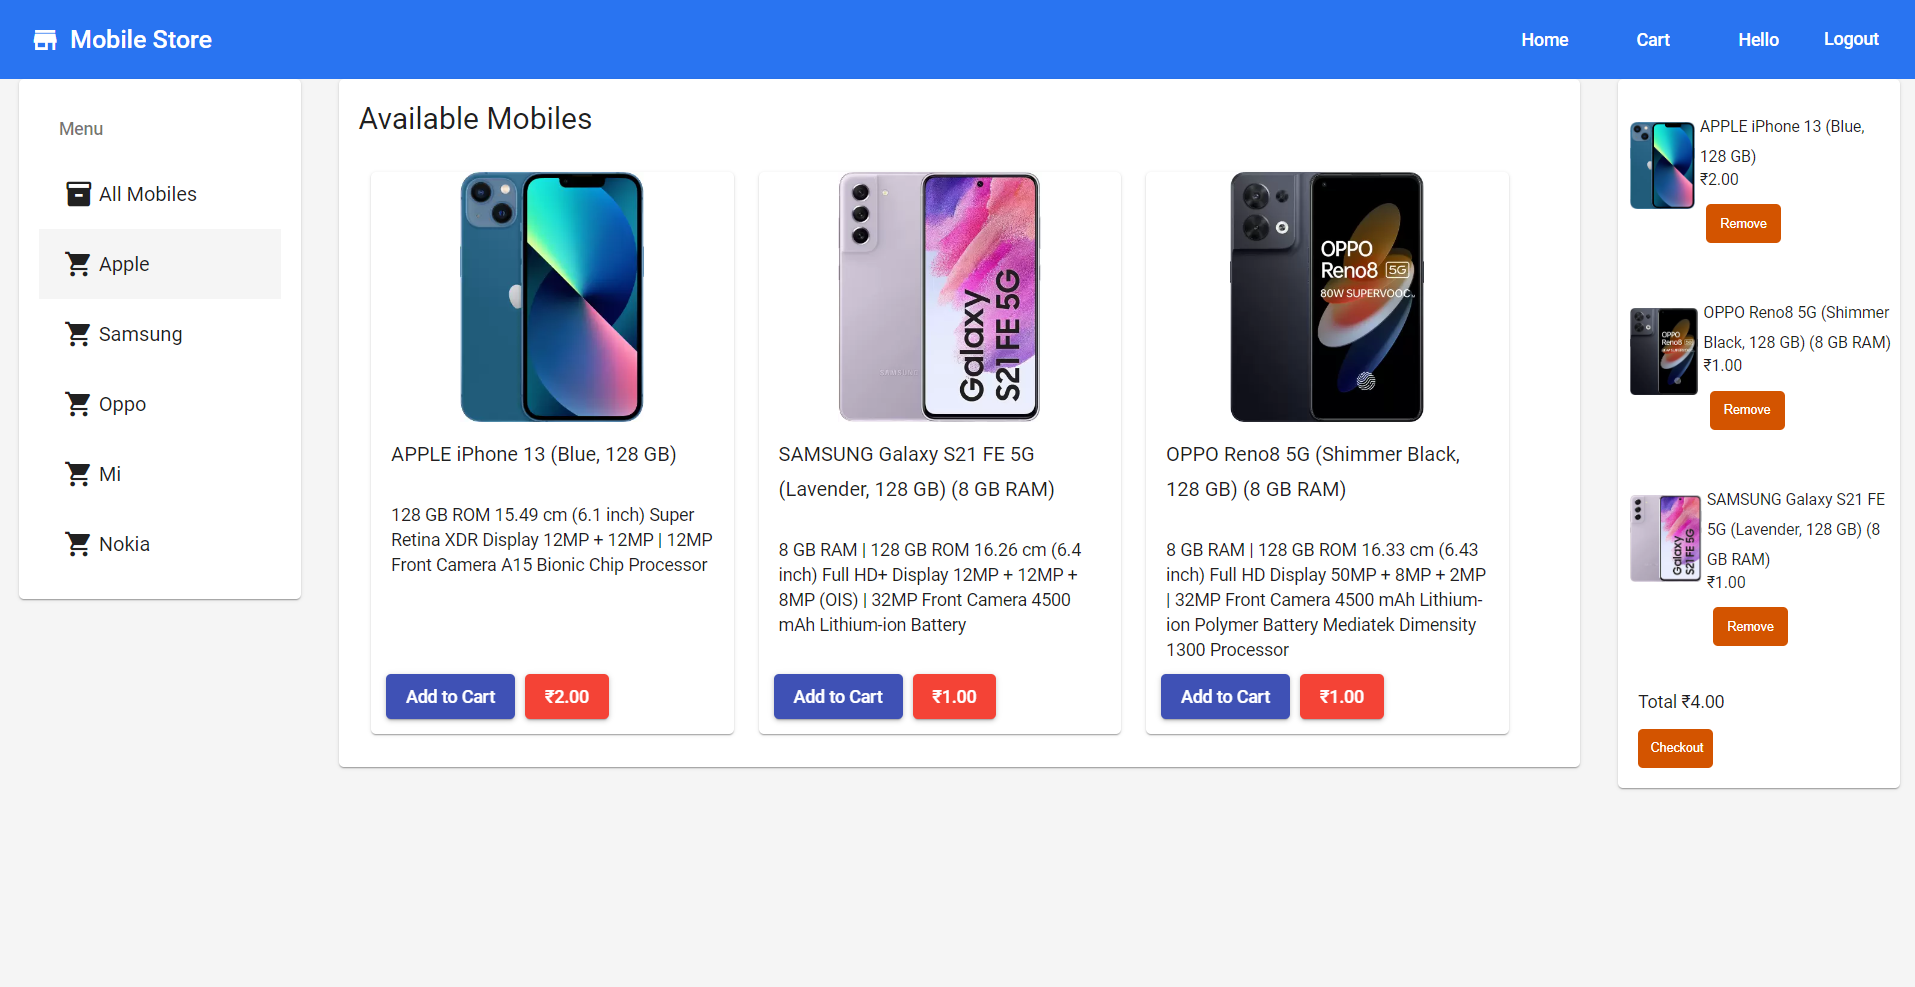 Mobile Store
Home
Cart
Hello
Logout
Menu
All Mobiles
Apple
Samsung
Oppo
Mi
Nokia
Available Mobiles
Galaxy
S21 FE 5G
SAMSUNG
OPPO
Reno8 5G
80W SUPERVOOC
APPLE iPhone 13 (Blue, 128 GB)
128 GB ROM 15.49 cm (6.1 inch) Super
Retina XDR Display 12MP + 12MP | 12MP
Front Camera A15 Bionic Chip Processor
Add to Cart
₹2.00
SAMSUNG Galaxy S21 FE 5G
(Lavender, 128 GB) (8 GB RAM)
8 GB RAM | 128 GB ROM 16.26 cm (6.4
inch) Full HD+ Display 12MP + 12MP +
8MP (OIS) | 32MP Front Camera 4500
mAh Lithium-ion Battery
Add to Cart
₹1.00
OPPO Reno8 5G (Shimmer Black,
128 GB) (8 GB RAM)
8 GB RAM | 128 GB ROM 16.33 cm (6.43
inch) Full HD Display 50MP + 8MP + 2MP
| 32MP Front Camera 4500 mAh Lithium-
ion Polymer Battery Mediatek Dimensity
1300 Processor
Add to Cart
₹1.00
APPLE iPhone 13 (Blue,
128 GB)
₹2.00
Remove
OPPO
Reno8
OPPO Reno8 5G (Shimmer
Black, 128 GB) (8 GB RAM)
₹1.00
Remove
Galaxy
S21 FE 5G
SAMSUNG Galaxy S21 FE
5G (Lavender, 128 GB) (8
GB RAM)
₹1.00
Remove
Total ₹4.00
Checkout